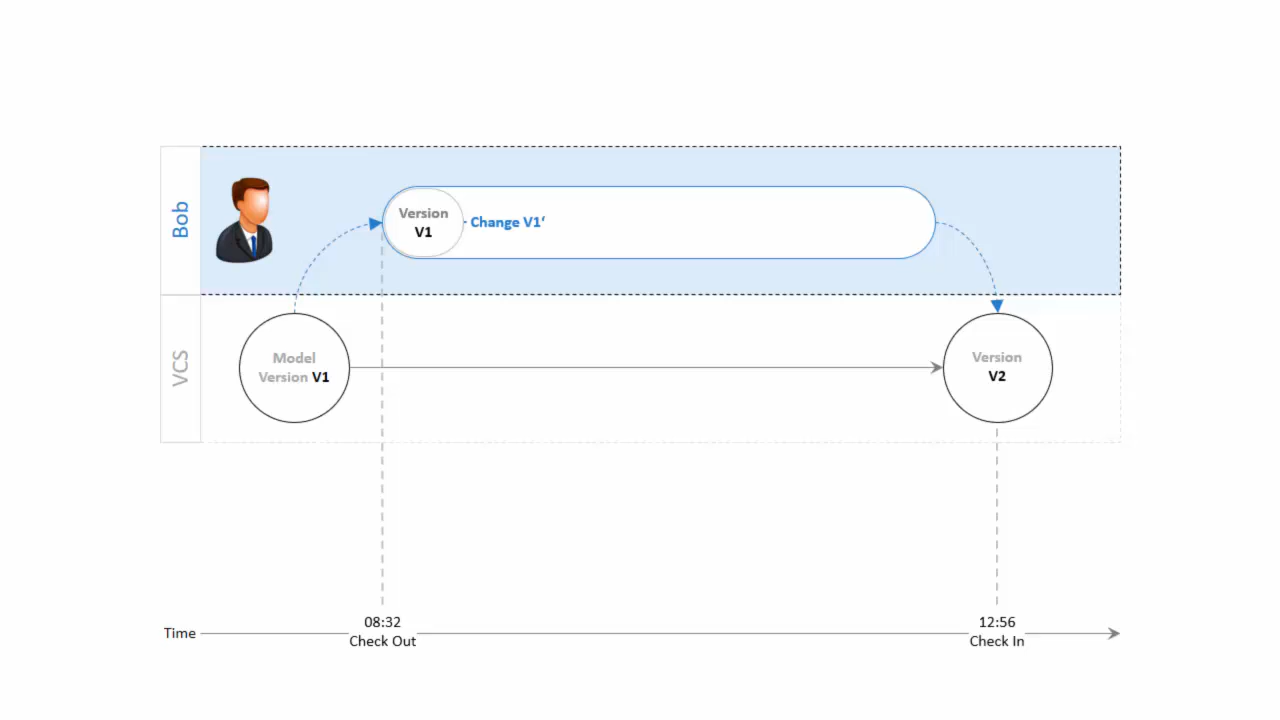 Bob
Version
V1
Change V1′
VCS
Model
Version V1
Version
V2
Time
08:32
Check Out
12:56
Check In